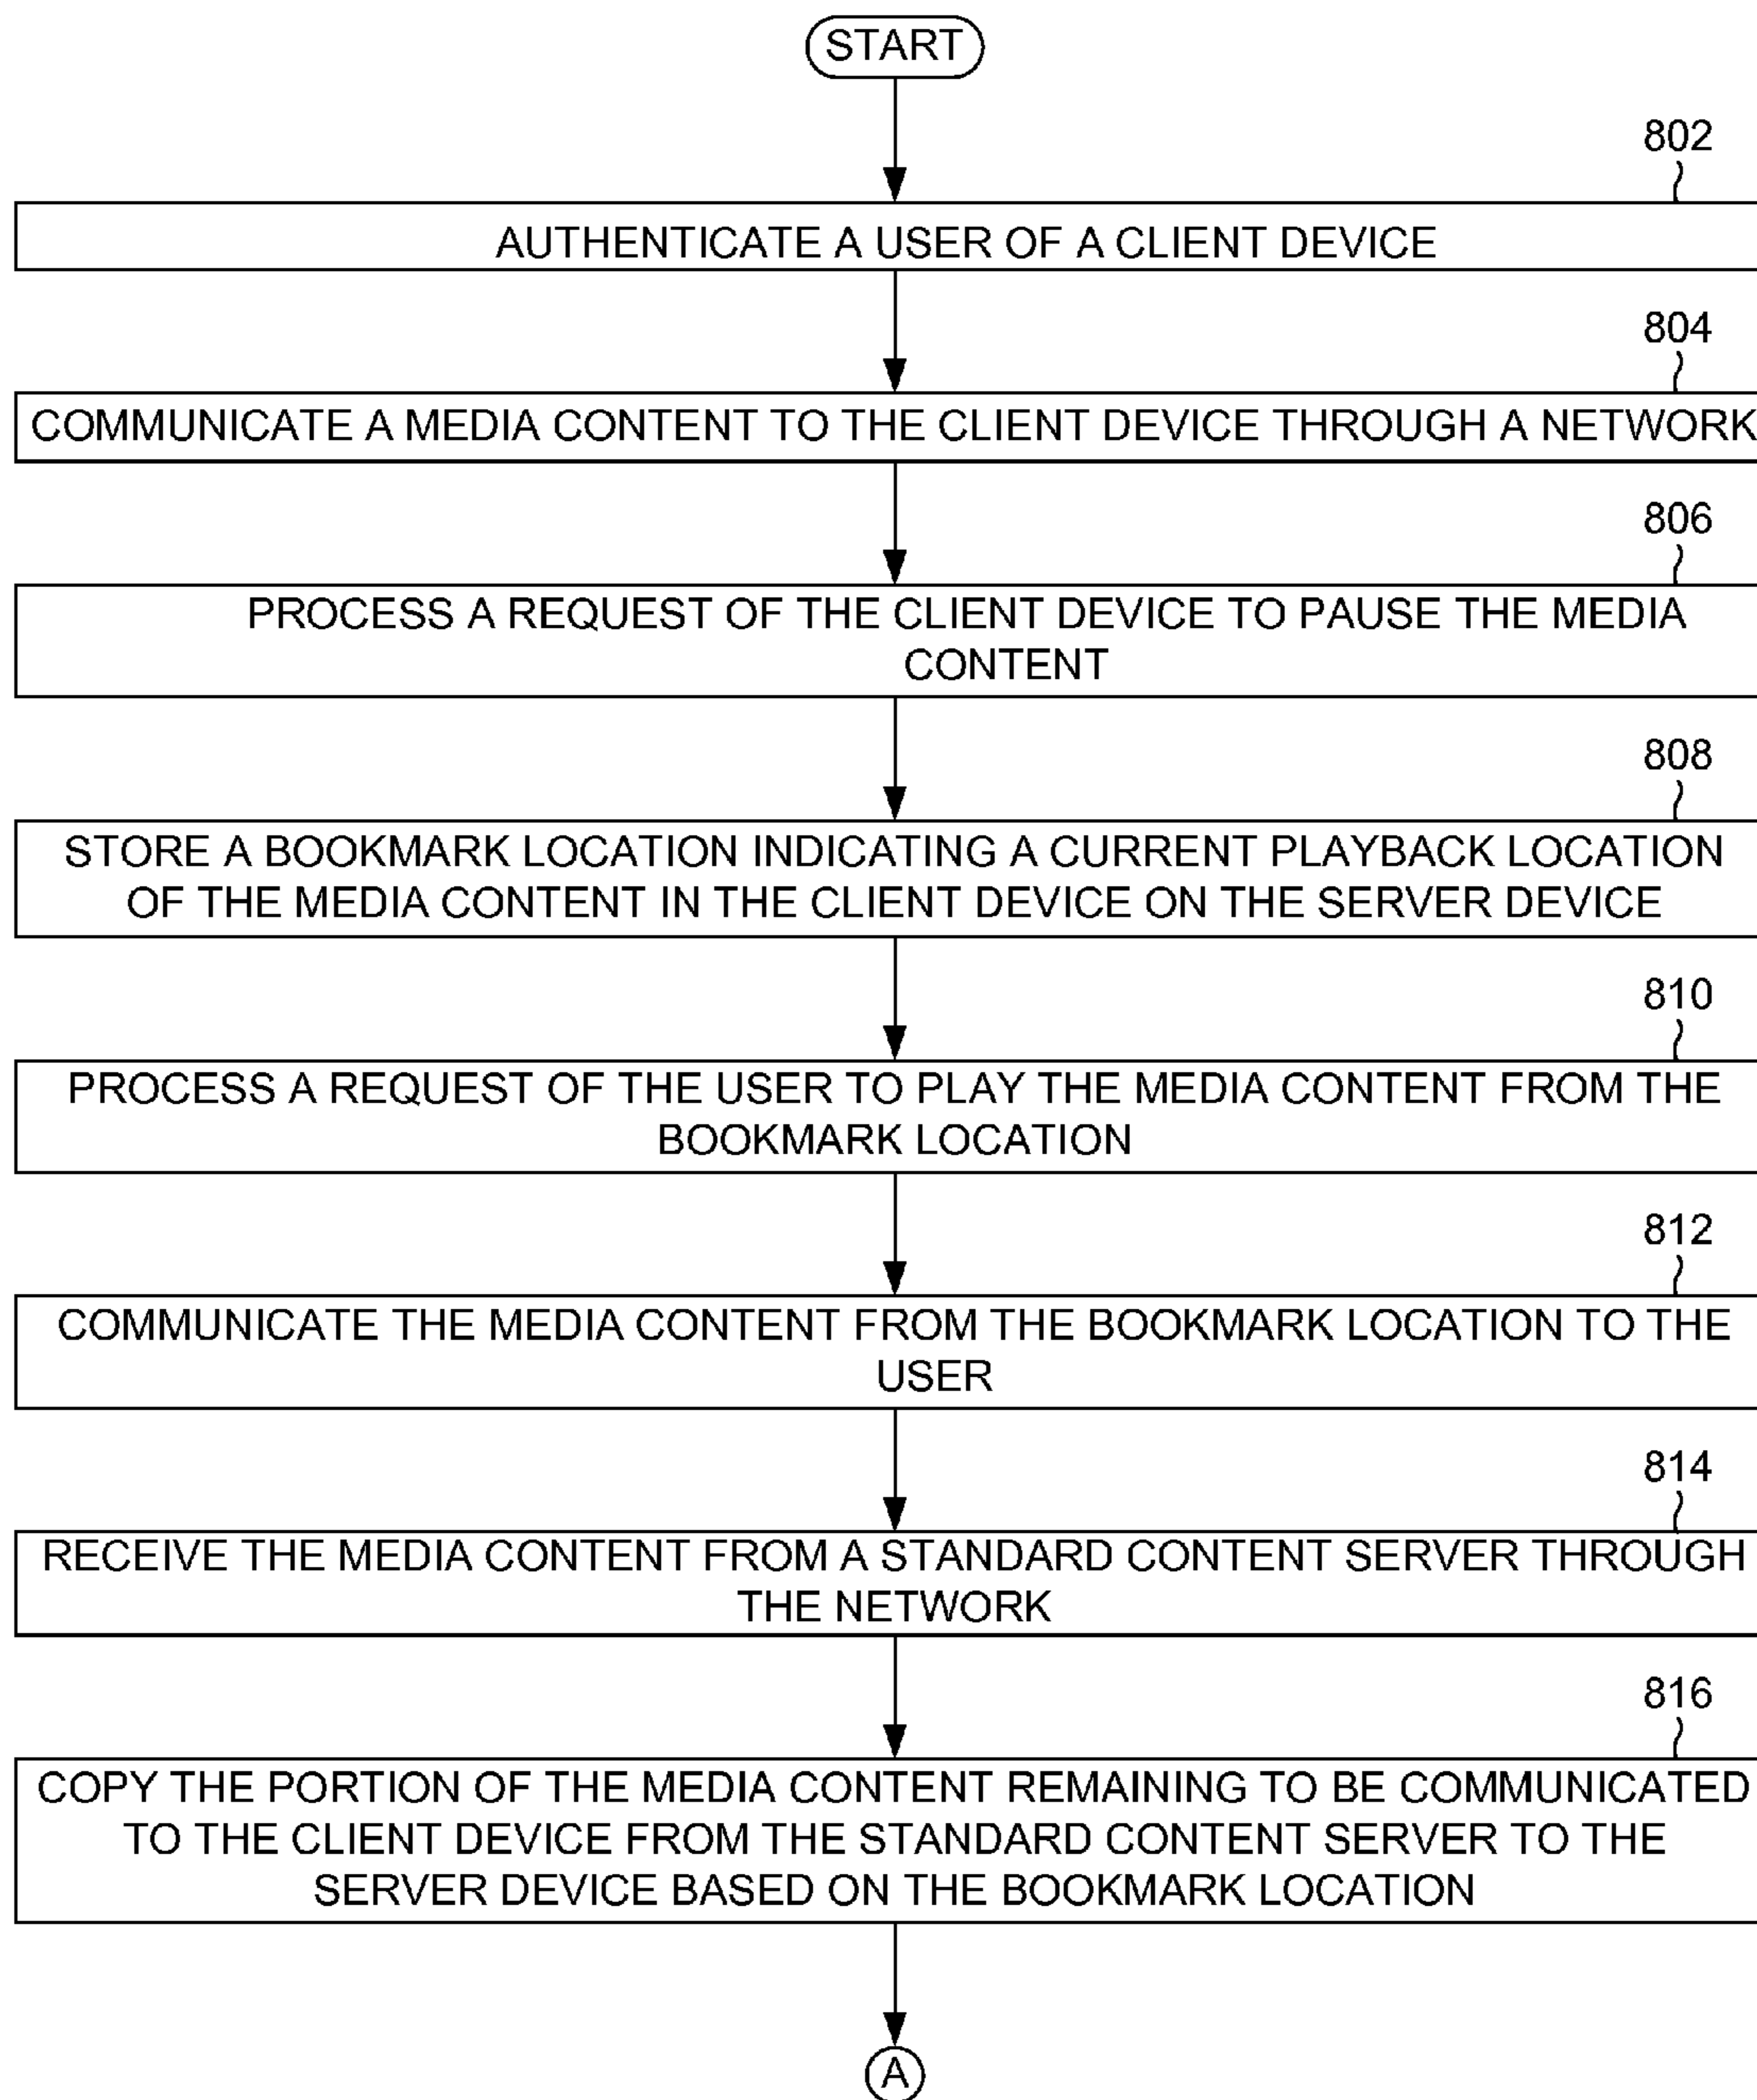 START
802
AUTHENTICATE A USER OF A CLIENT DEVICE
804
COMMUNICATE A MEDIA CONTENT TO THE CLIENT DEVICE THROUGH A NETWORK
806
PROCESS A REQUEST OF THE CLIENT DEVICE TO PAUSE THE MEDIA
CONTENT
808
STORE A BOOKMARK LOCATION INDICATING A CURRENT PLAYBACK LOCATION
OF THE MEDIA CONTENT IN THE CLIENT DEVICE ON THE SERVER DEVICE
810
PROCESS A REQUEST OF THE USER TO PLAY THE MEDIA CONTENT FROM THE
BOOKMARK LOCATION
812
COMMUNICATE THE MEDIA CONTENT FROM THE BOOKMARK LOCATION TO THE
USER
814
RECEIVE THE MEDIA CONTENT FROM A STANDARD CONTENT SERVER THROUGH
THE NETWORK
816
COPY THE PORTION OF THE MEDIA CONTENT REMAINING TO BE COMMUNICATED
TO THE CLIENT DEVICE FROM THE STANDARD CONTENT SERVER TO THE
SERVER DEVICE BASED ON THE BOOKMARK LOCATION
A